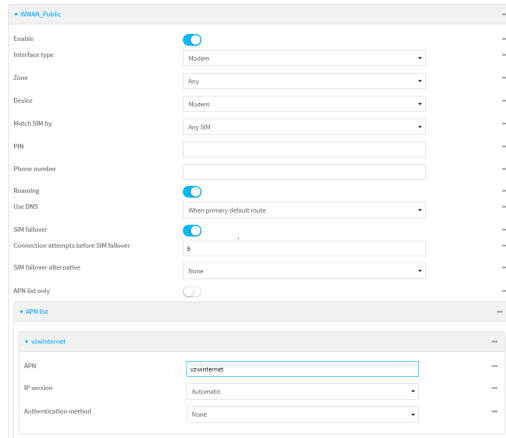 WWAN_Public
Enable
Interface type Modem
Zone Any
Device Modem
Match SIM by Any SIM
PIN
Phone number
Roaming
Use DNS When primary default route
SIM failover
Connection attempts before SIM failover 5
SIM failover alternative None
APN list only
APN list
vzwinternet
APN vzwinternet
IP version Automatic
Authentication method None